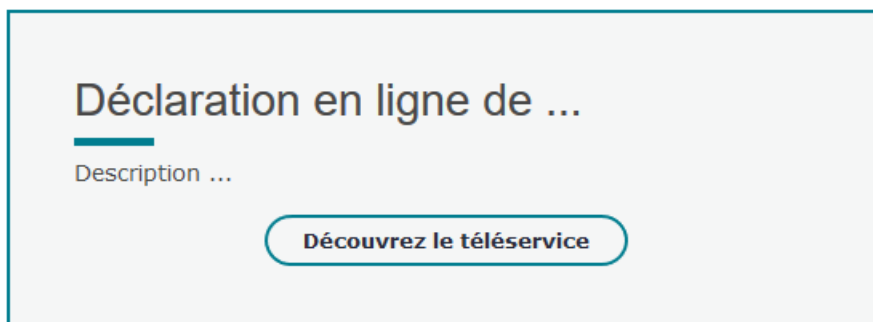 Déclaration en ligne de ...
Description ...
Découvrez le téléservice